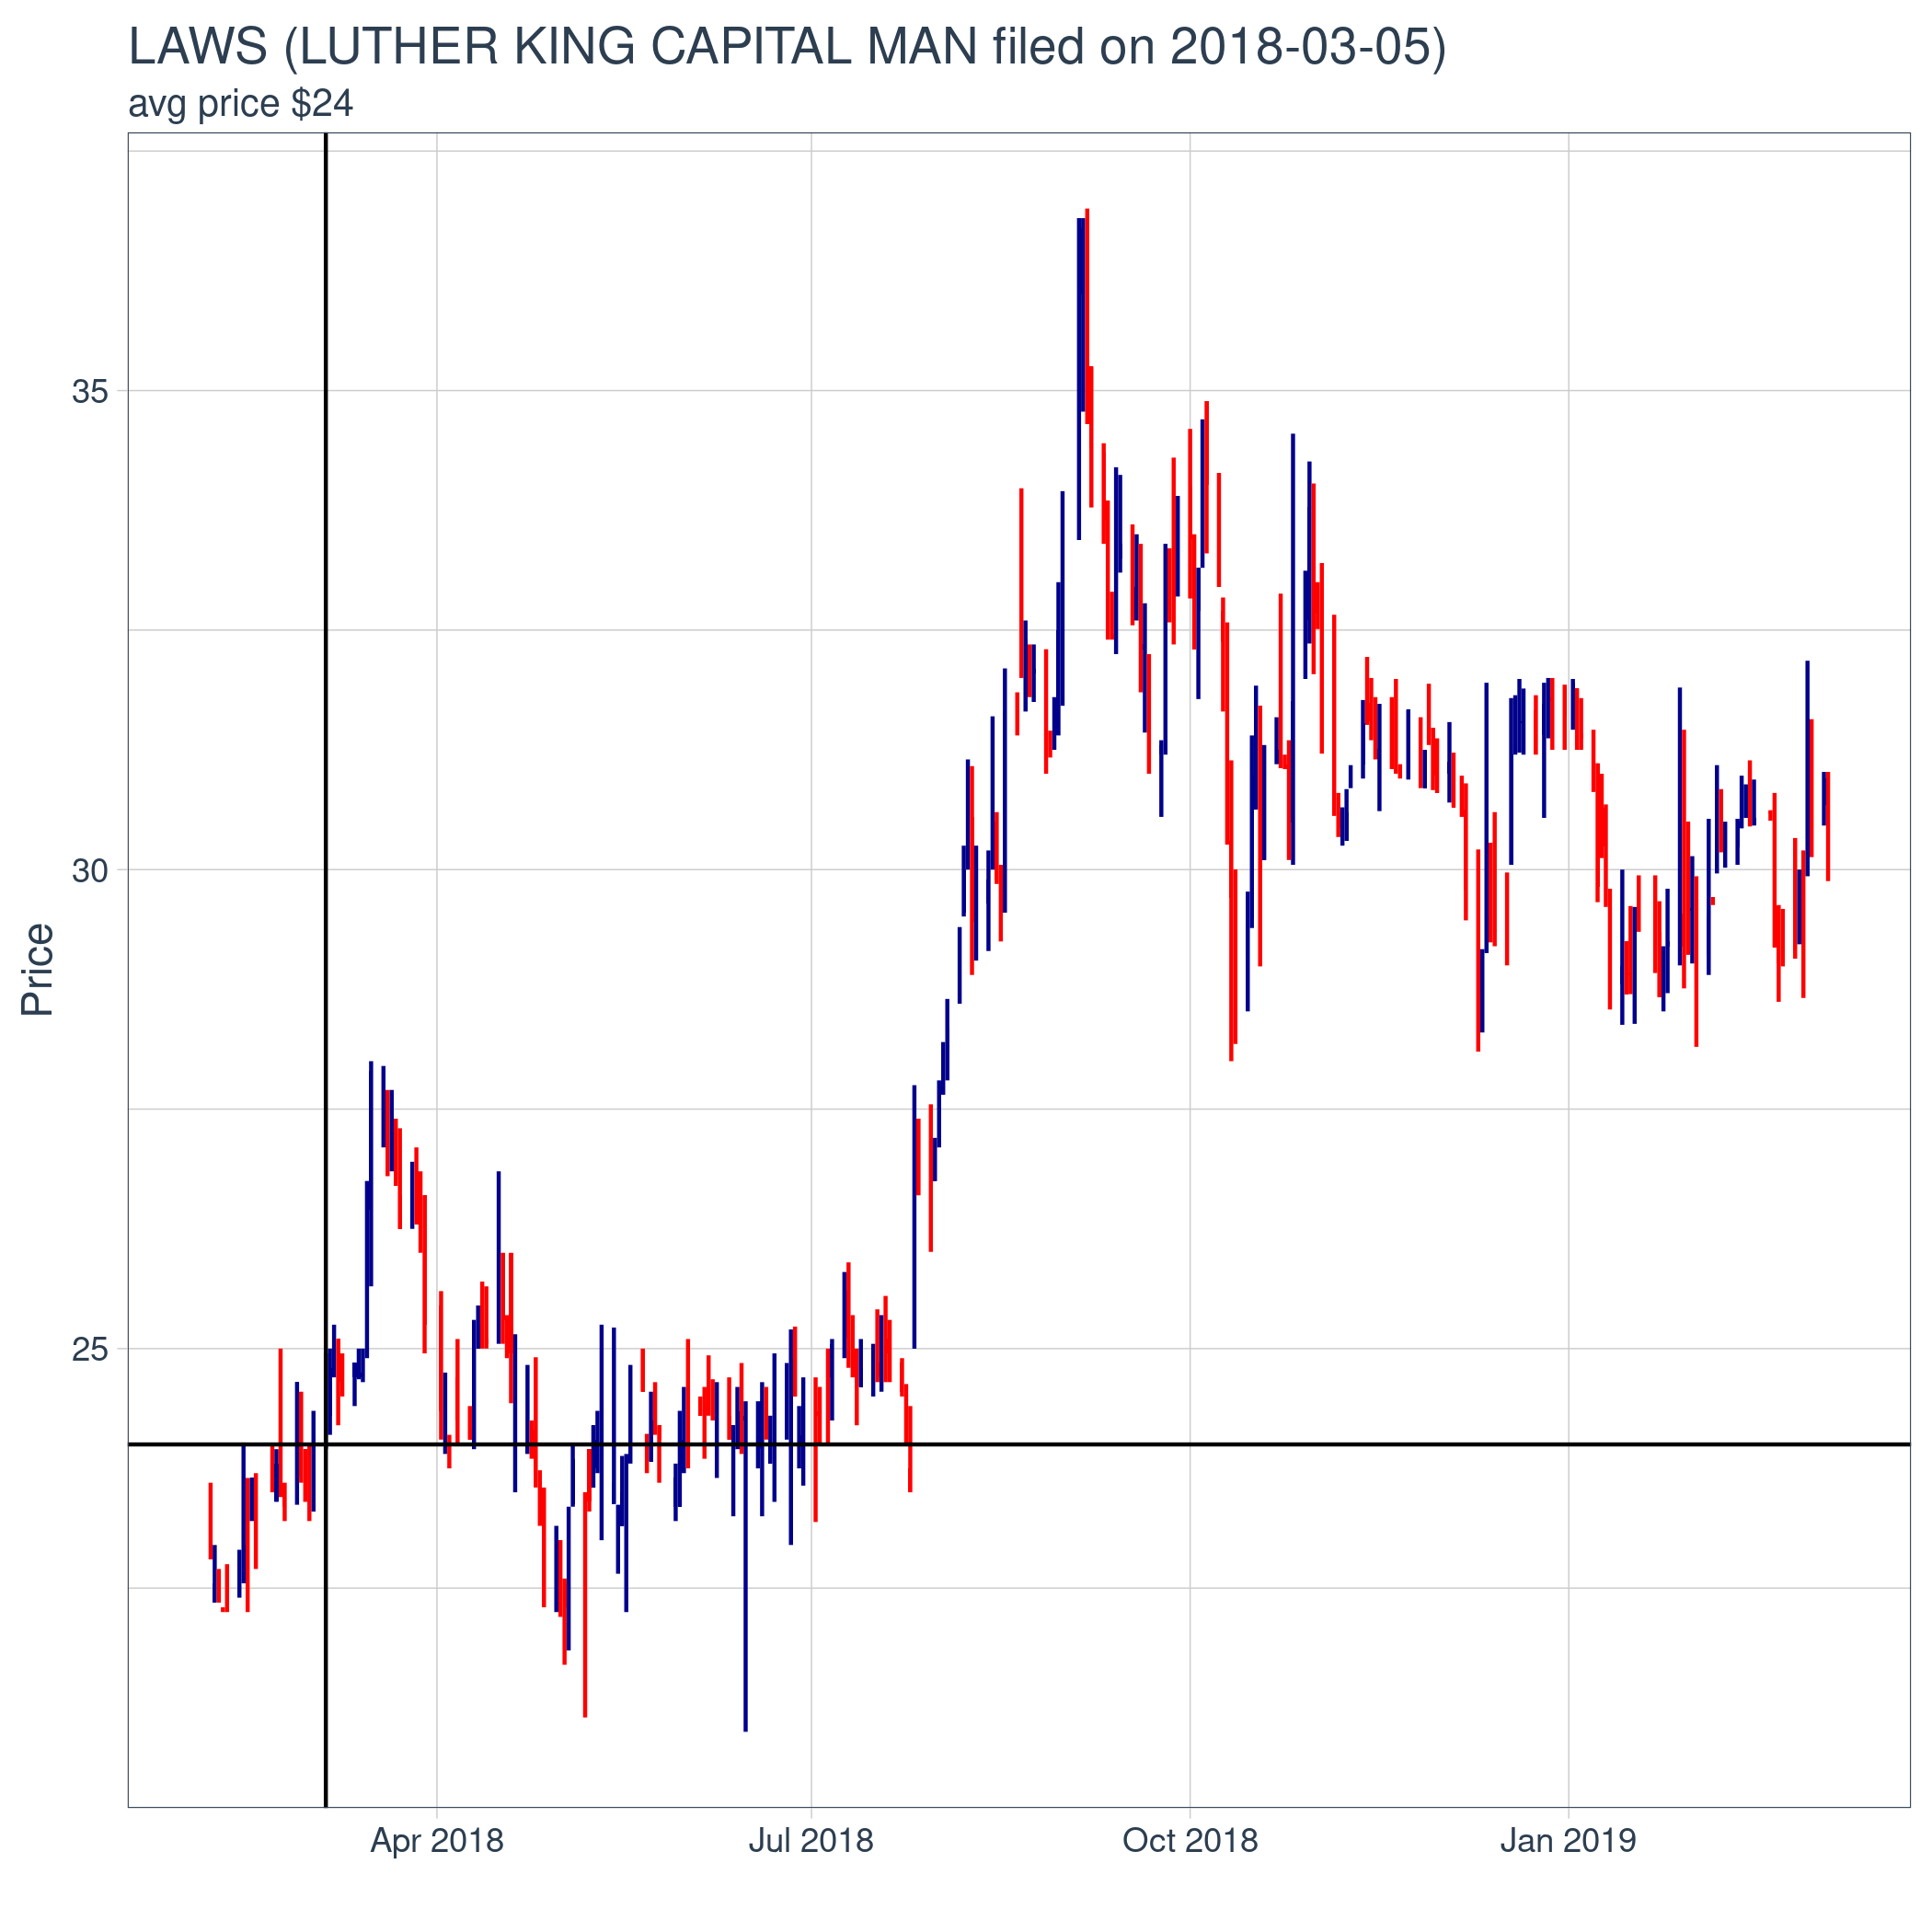 LAWS (LUTHER KING CAPITAL MAN filed on 2018-03-05)
avg price $24
Price
35
30
25
Apr 2018
Jul 2018
Oct 2018
Jan 2019